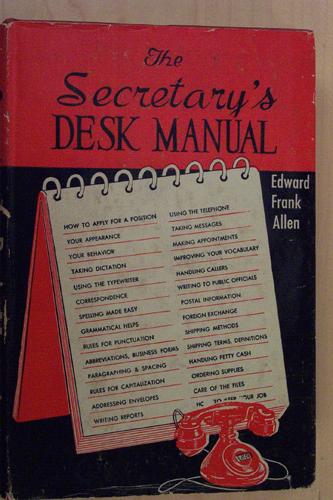 The
Secretary's
DESK MANUAL
Edward
Frank
Allen
HOW TO APPLY FOR A POSITION
YOUR APPEARANCE
YOUR BEHAVIOR
TAKING DICTATION
USING THE TYPEWRITER
CORRESPONDENCE
SPELLING MADE EASY
GRAMMATICAL HELPS
RULES FOR PUNCTUATION
ABBREVIATIONS, BUSINESS FORMS
PARAGRAPHING & SPACING
RULES FOR CAPITALIZATION
ADDRESSING ENVELOPES
WRITING REPORTS
USING THE TELEPHONE
TAKING MESSAGES
MAKING APPOINTMENTS
IMPROVING YOUR VOCABULARY
HANDLING CALLERS
WRITING TO PUBLIC OFFICIALS
POSTAL INFORMATION
FOREIGN EXCHANGE
SHIPPING METHODS
SHIPPING TERMS, DEFINITIONS
HANDLING PETTY CASH
ORDERING SUPPLIES
CARE OF THE FILES
TO KEEP YOUR JOB